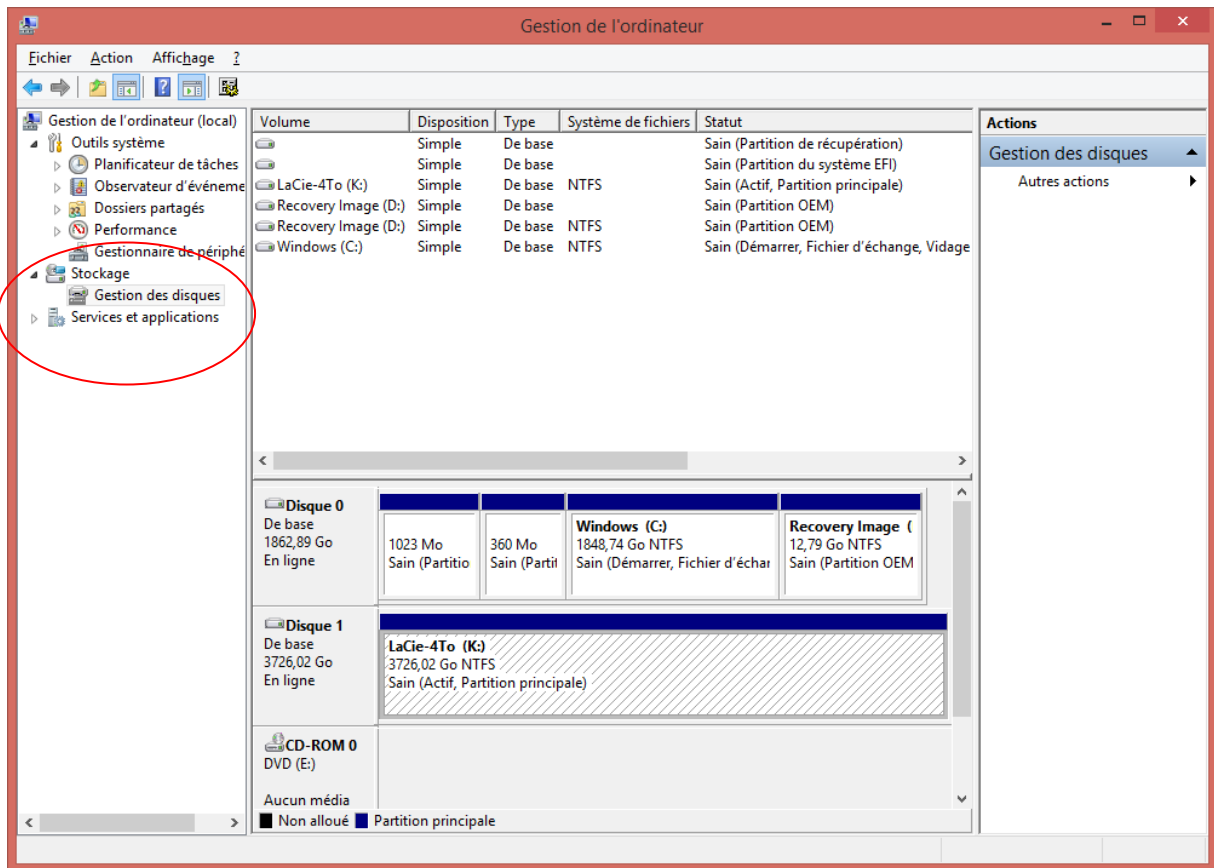 Gestion de l'ordinateur
Fichier Action Affichage ?
Gestion de l'ordinateur (local)
Outils système
Planificateur de tâches
Observateur d'événeme
Dossiers partagés
Performance
Gestionnaire de périphé
Stockage
Gestion des disques
Services et applications
Volume Disposition Type Système de fichiers Statut
Simple De base Sain (Partition de récupération)
Simple De base Sain (Partition du système EFI)
LaCie-4To (K:) Simple De base NTFS Sain (Actif, Partition principale)
Recovery Image (D:) Simple De base Sain (Partition OEM)
Recovery Image (D:) Simple De base NTFS Sain (Partition OEM)
Windows (C:) Simple De base NTFS Sain (Démarrer, Fichier d'échange, Vidage
Actions
Gestion des disques
Autres actions
Disque 0
De base
1862,89 Go
En ligne
1023 Mo
Sain (Partitio
360 Mo
Sain (Partit
Windows (C:)
1848,74 Go NTFS
Sain (Démarrer, Fichier d'échar
Recovery Image (
12,79 Go NTFS
Sain (Partition OEM
Disque 1
De base
3726,02 Go
En ligne
LaCie-4To (K:)
3726,02 Go NTFS
Sain (Actif, Partition principale)
CD-ROM 0
DVD (E:)
Aucun média
Non alloué Partition principale